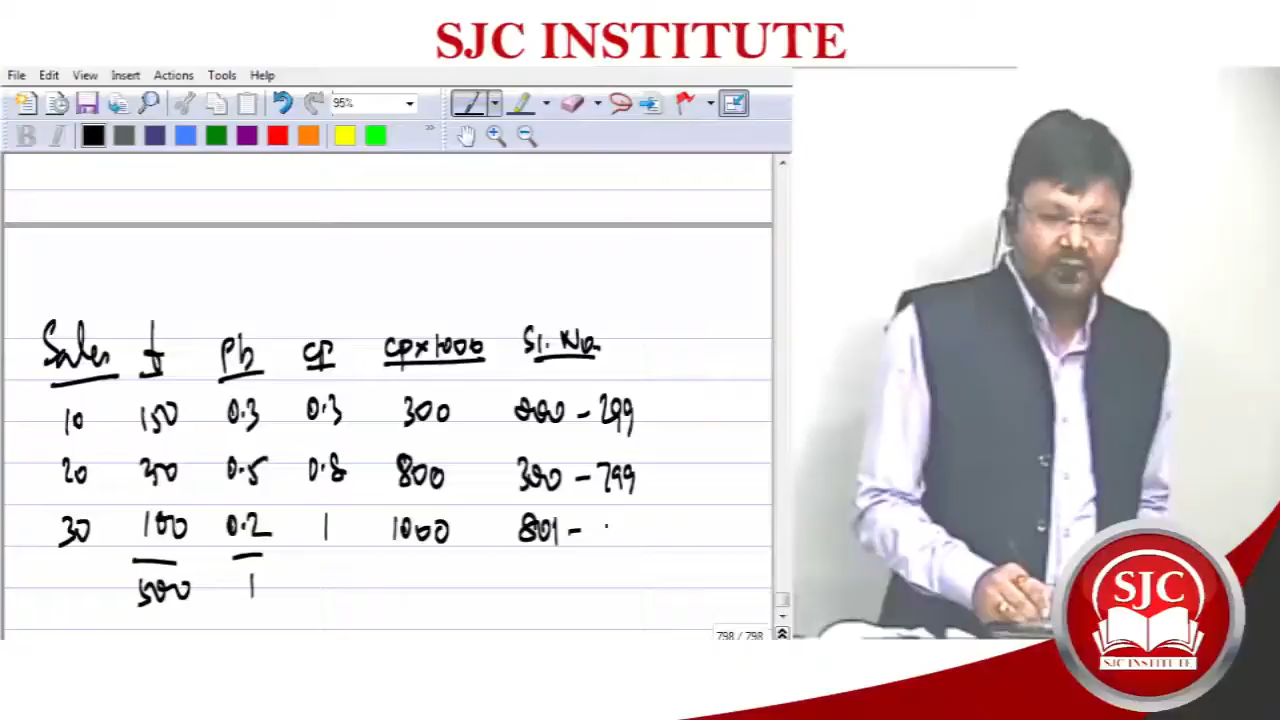 SJC INSTITUTE
File Edit View Insert Actions Tools Help
95%
B I
Sales f Pb CP CP×1000 Sl. No.
10 150 0.3 0.3 300 000 - 299
20 250 0.5 0.8 800 300 - 799
30 100 0.2 1 1000 801 -
500 1
798 / 798
SJC
SJC INSTITUTE